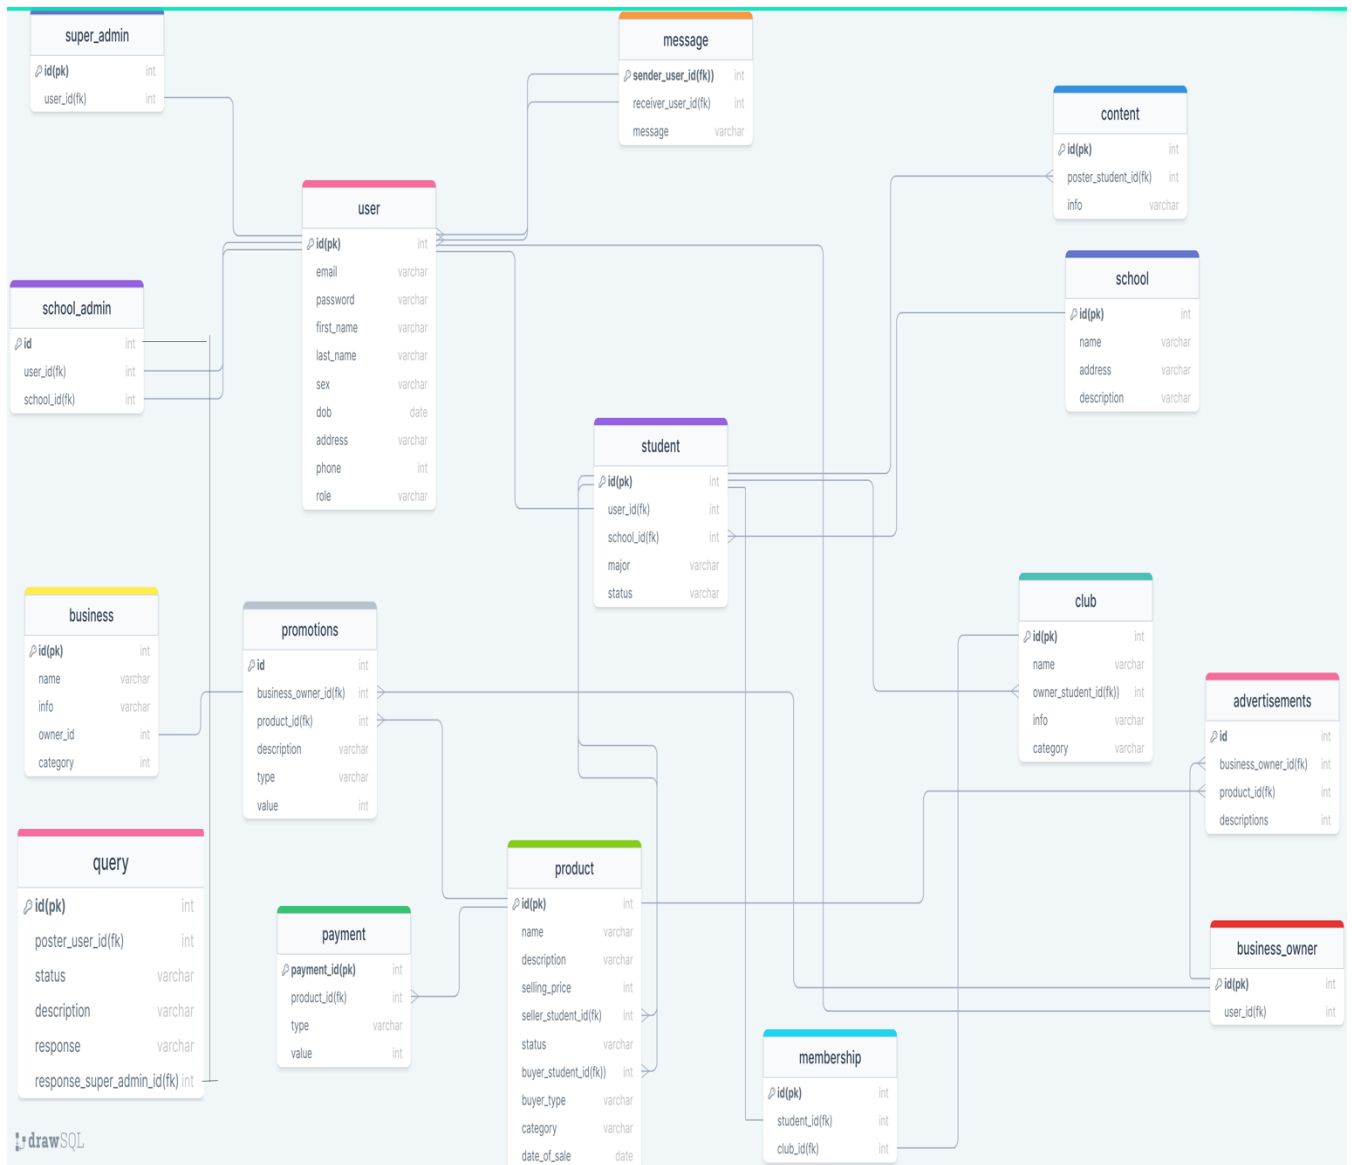 super_admin
id(pk) int
user_id(fk) int
message
sender_user_id(fk)) int
receiver_user_id(fk) int
message varchar
content
id(pk) int
poster_student_id(fk) int
info varchar
user
id(pk) int
email varchar
password varchar
first_name varchar
last_name varchar
sex varchar
dob date
address varchar
phone int
role varchar
school
id(pk) int
name varchar
address varchar
description varchar
school_admin
id int
user_id(fk) int
school_id(fk) int
student
id(pk) int
user_id(fk) int
school_id(fk) int
major varchar
status varchar
business
id(pk) int
name varchar
info varchar
owner_id int
category int
promotions
id int
business_owner_id(fk) int
product_id(fk) int
description varchar
type varchar
value int
club
id(pk) int
name varchar
owner_student_id(fk)) int
info varchar
category varchar
advertisements
id int
business_owner_id(fk) int
product_id(fk) int
descriptions int
query
id(pk) int
poster_user_id(fk) int
status varchar
description varchar
response varchar
response_super_admin_id(fk) int
payment
payment_id(pk) int
product_id(fk) int
type varchar
value int
product
id(pk) int
name varchar
description varchar
selling_price int
seller_student_id(fk) int
status varchar
buyer_student_id(fk)) int
buyer_type varchar
category varchar
date_of_sale date
business_owner
id(pk) int
user_id(fk) int
membership
id(pk) int
student_id(fk) int
club_id(fk) int
drawSQL